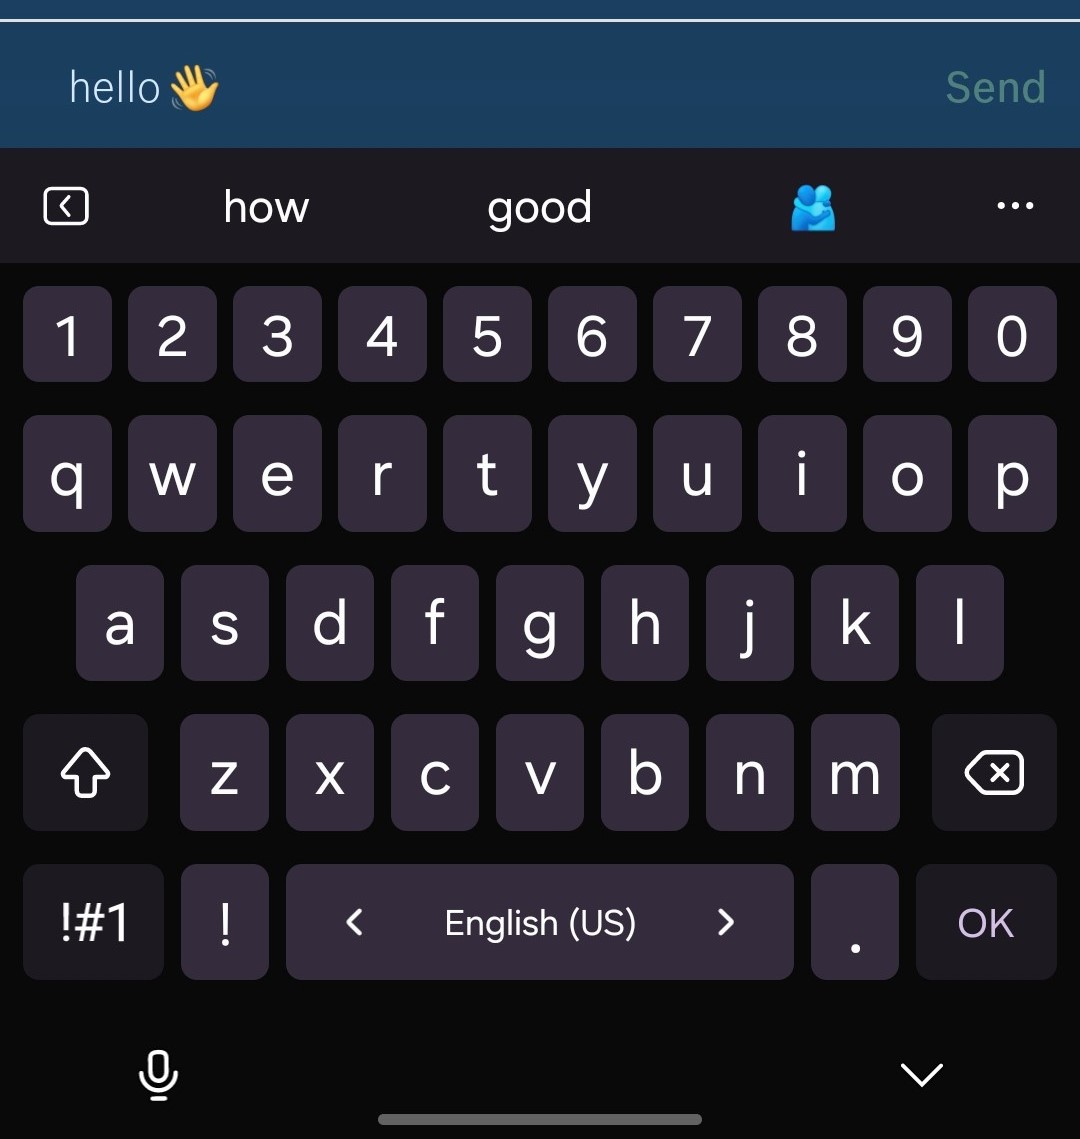 hello👋 Send
how good 🫂 ...
1 2 3 4 5 6 7 8 9 0
q w e r t y u i o p
a s d f g h j k l
z x c v b n m
!#1 ! < English (US) > . OK